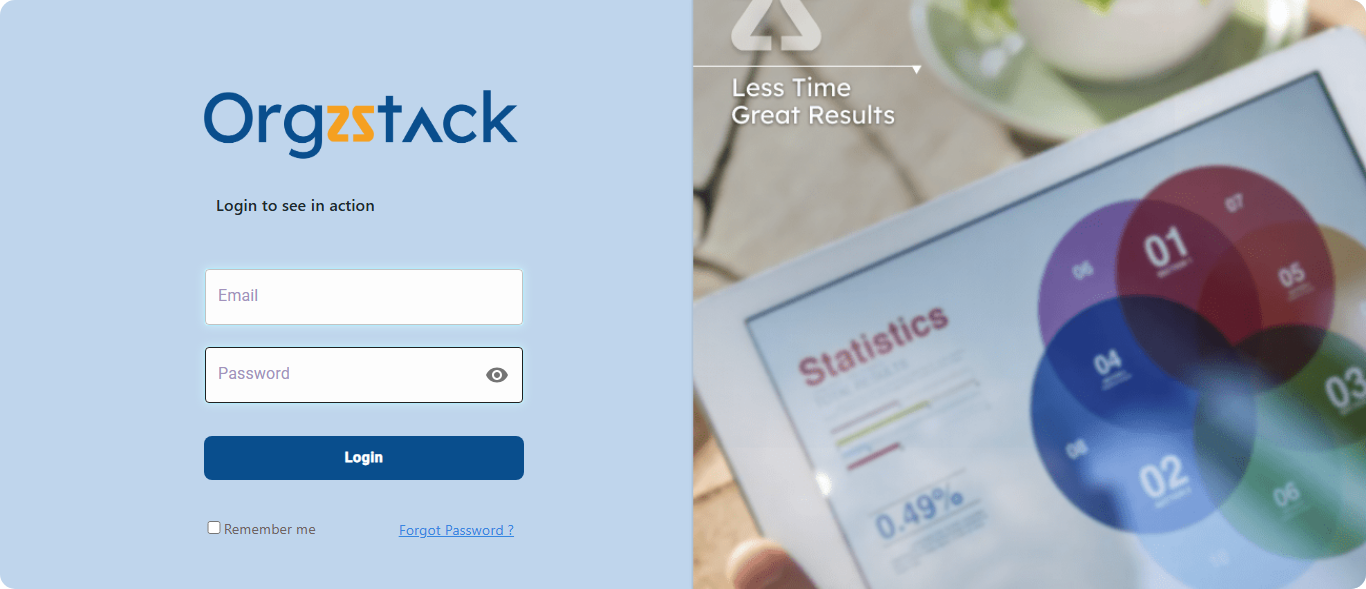 Orgzstack
Login to see in action
Email
Password
Login
Remember me
Forgot Password ?
Less Time
Great Results
Statistics
0.49%
01
07
06
05
04
03
08
02
06
10